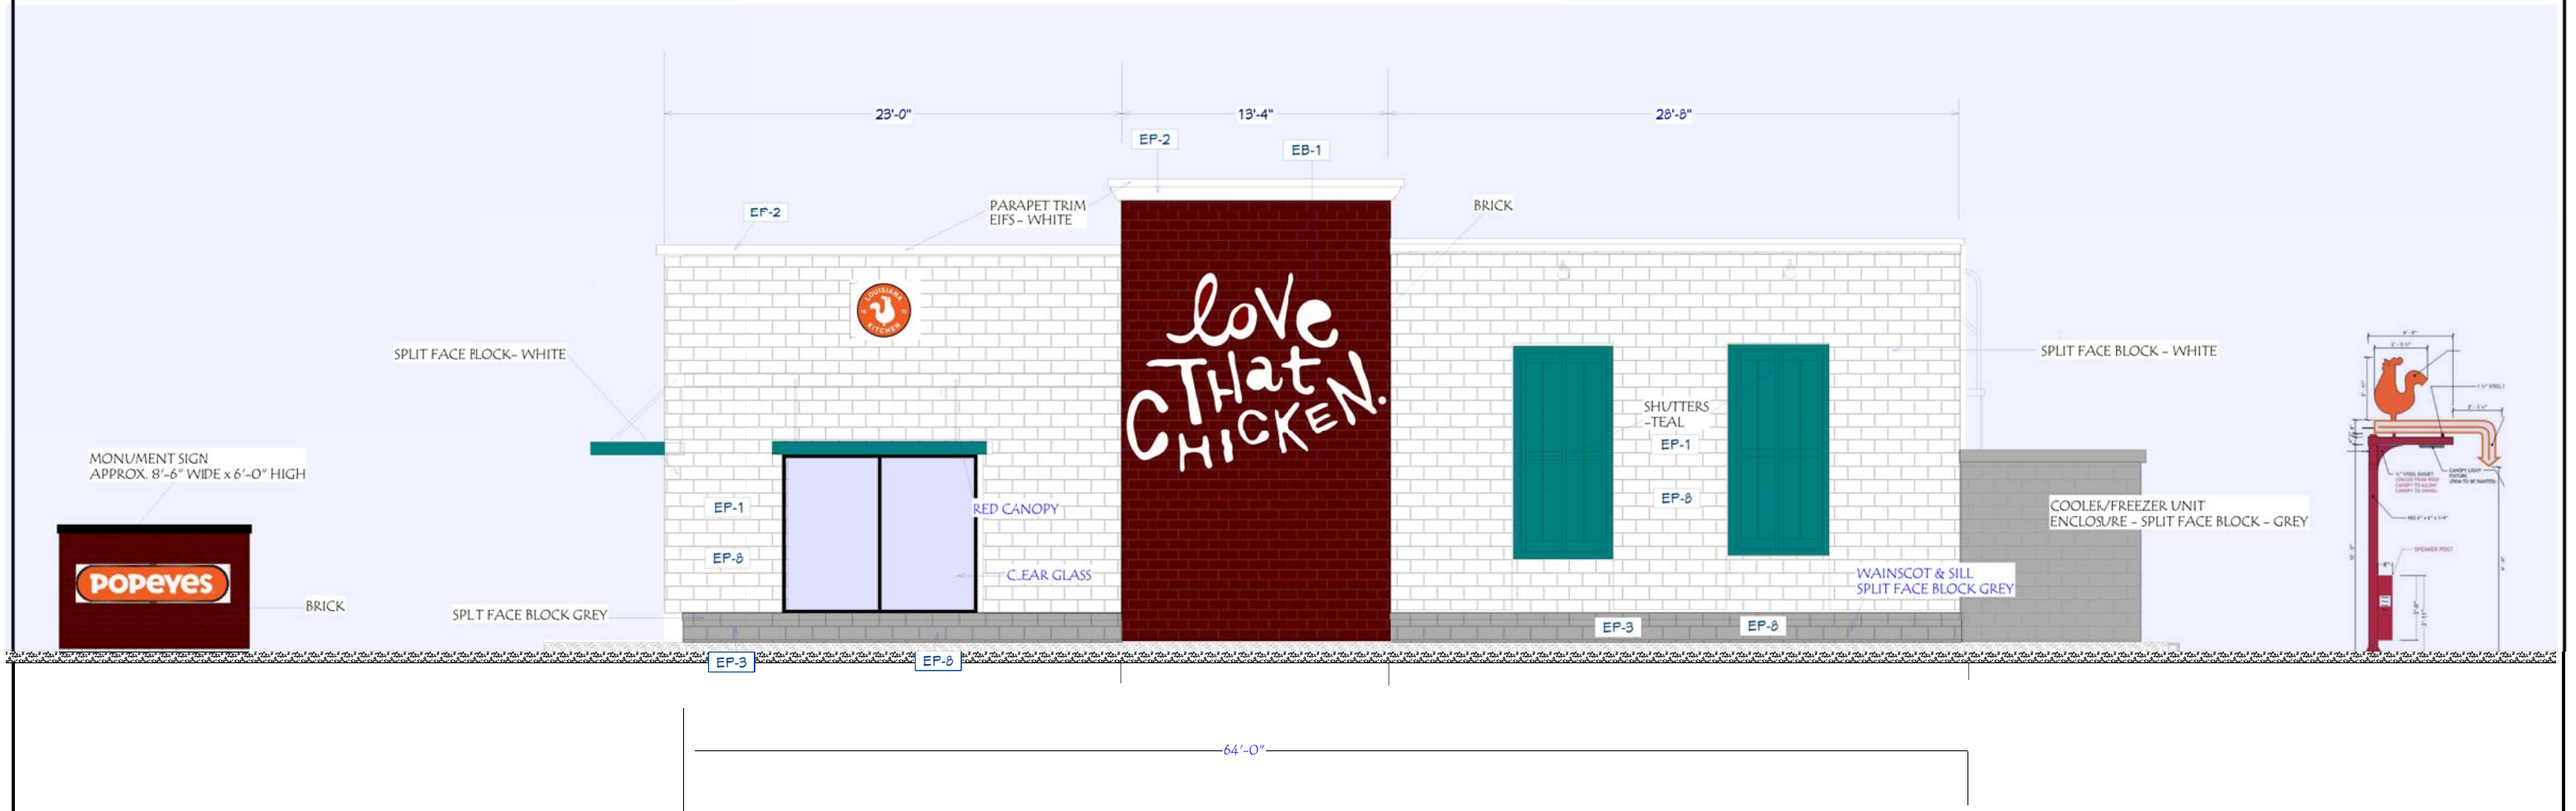 23'-0"
13'-4"
28'-8"
EP-2
EB-1
EP-2
PARAPET TRIM
EIFS - WHITE
BRICK
LOUISIANA
KITCHEN
love
THat
CHICKEN.
SPLIT FACE BLOCK- WHITE
SPLIT FACE BLOCK - WHITE
SHUTTERS
-TEAL
EP-1
EP-8
MONUMENT SIGN
APPROX. 8'-6" WIDE x 6'-0" HIGH
POPEYES
BRICK
EP-1
EP-8
RED CANOPY
CLEAR GLASS
SPLT FACE BLOCK GREY
COOLER/FREEZER UNIT
ENCLOSURE - SPLIT FACE BLOCK - GREY
WAINSCOT & SILL
SPLIT FACE BLOCK GREY
EP-3
EP-8
EP-3
EP-8
SPEAKER POST
64'-0"